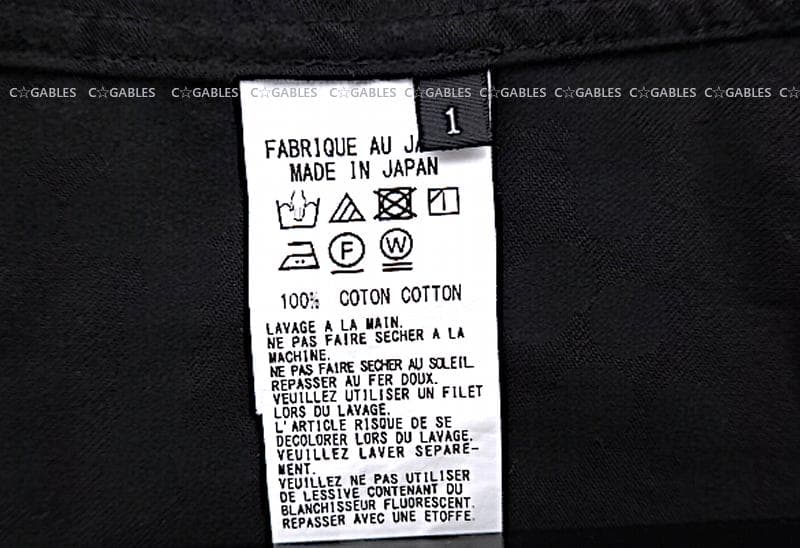 C☆GABLES C☆GABLES C☆GABLES C☆GABLES C☆GABLES C☆GABLES C☆GABLES C☆GABLES C☆GABLES C☆
1
FABRIQUE AU
MADE IN JAPAN
F W
100% COTON COTTON
LAVAGE A LA MAIN.
NE PAS FAIRE SECHER A LA
MACHINE.
NE PAS FAIRE SECHER AU SOLEIL
REPASSER AU FER DOUX.
VEUILLEZ UTILISER UN FILET
LORS DU LAVAGE.
L'ARTICLE RISQUE DE SE
DECOLORER LORS DU LAVAGE.
VEUILLEZ LAVER SEPARE-
MENT.
VEUILLEZ NE PAS UTILISER
DE LESSIVE CONTENANT DU
BLANCHISSEUR FLUORESCENT.
REPASSER AVEC UNE ETOFFE.